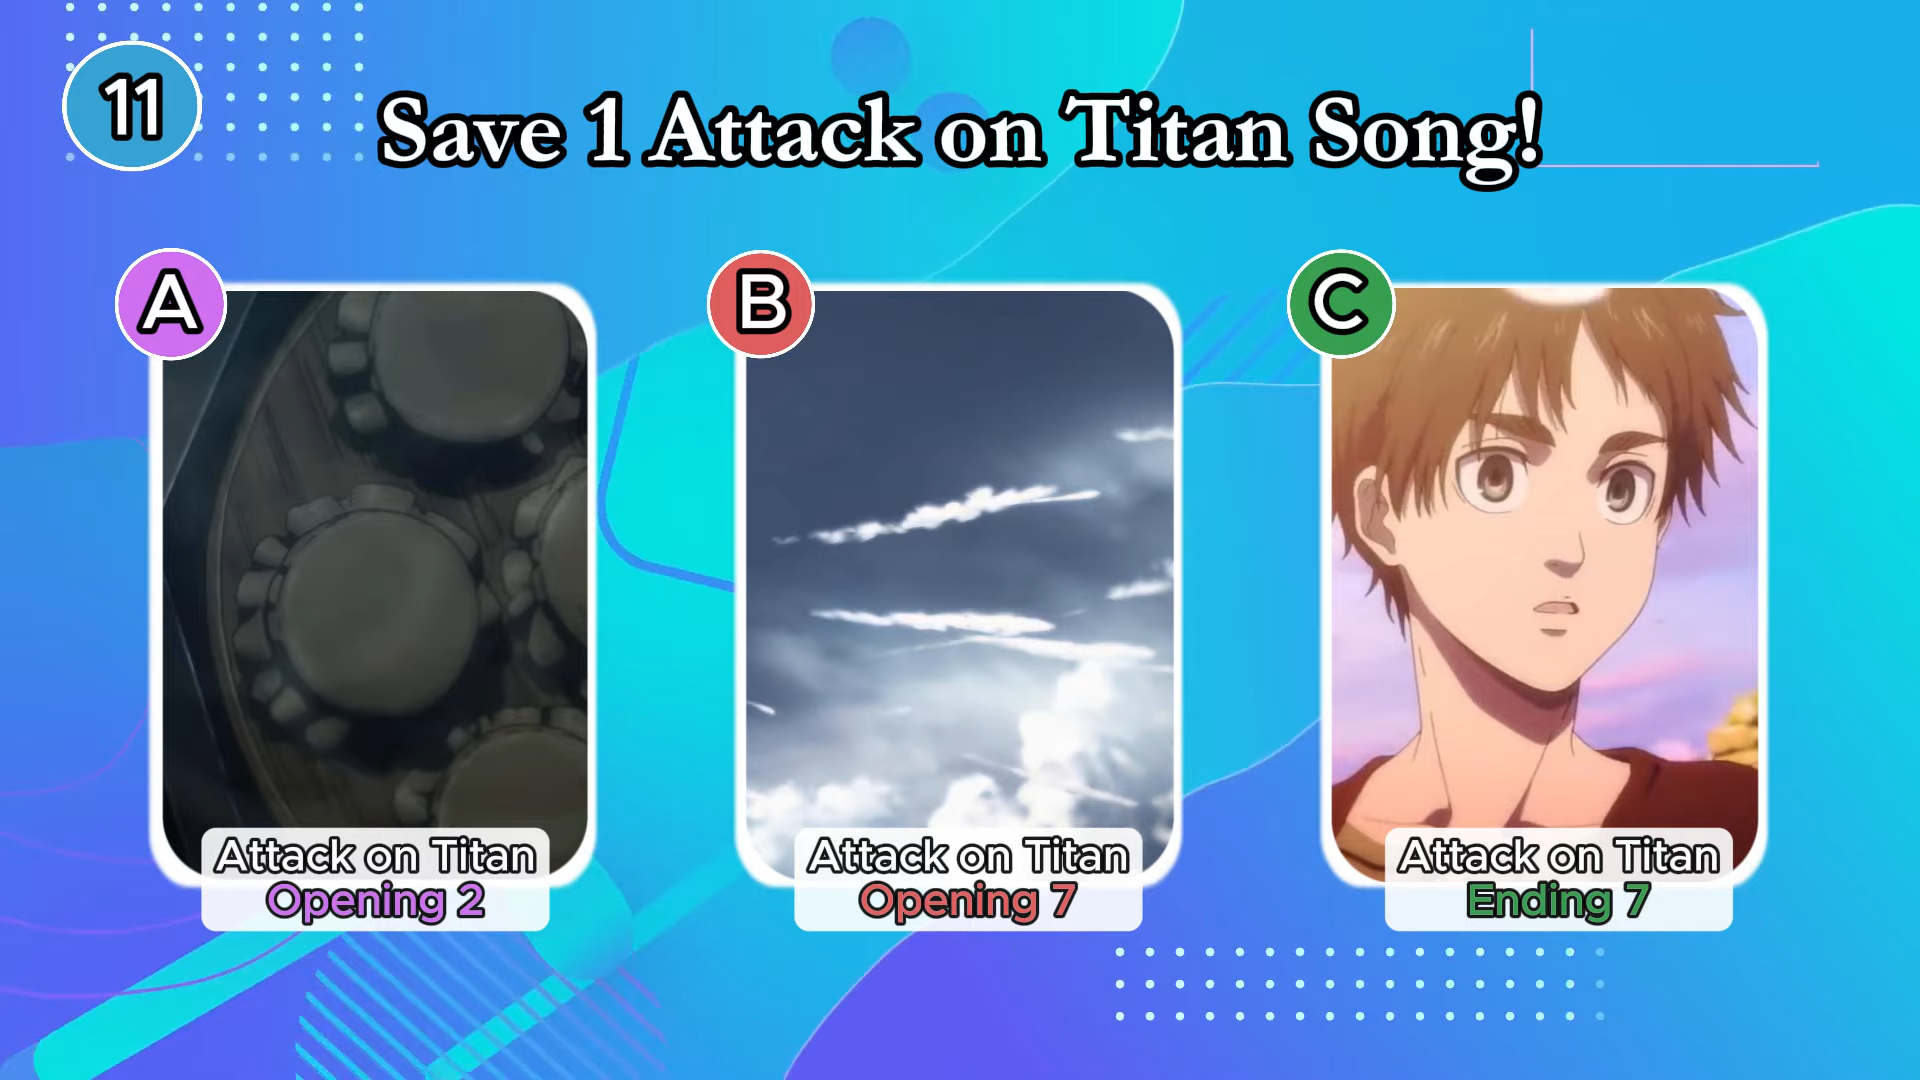 11
Save 1 Attack on Titan Song!
A
B
C
Attack on Titan
Opening 2
Attack on Titan
Opening 7
Attack on Titan
Ending 7